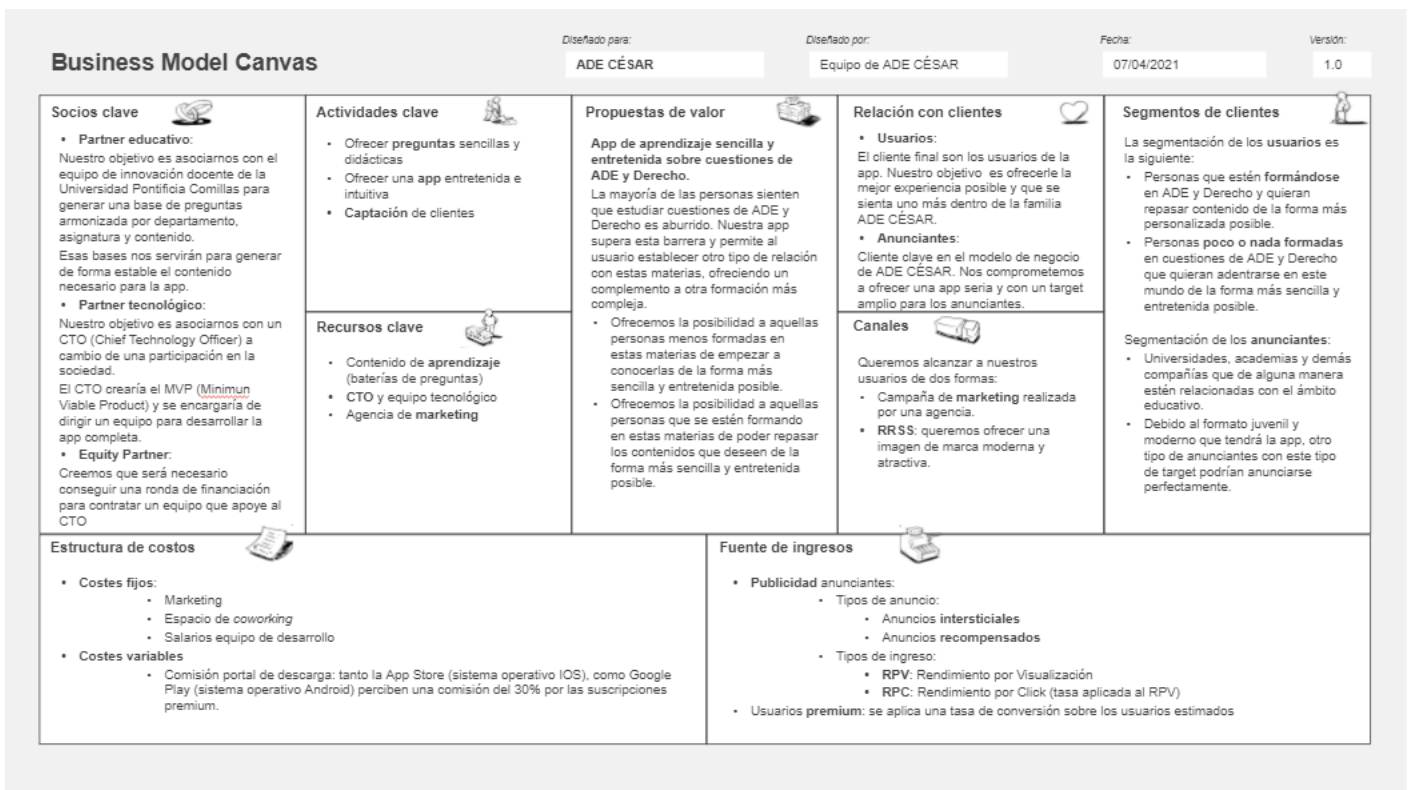 Business Model Canvas
Diseñado para:
ADE CÉSAR
Diseñado por:
Equipo de ADE CÉSAR
Fecha:
07/04/2021
Versión:
1.0
Socios clave
• Partner educativo:
Nuestro objetivo es asociarnos con el
equipo de innovación docente de la
Universidad Pontificia Comillas para
generar una base de preguntas
armonizada por departamento,
asignatura y contenido.
Esas bases nos servirán para generar
de forma estable el contenido
necesario para la app.
• Partner tecnológico:
Nuestro objetivo es asociarnos con un
CTO (Chief Technology Officer) a
cambio de una participación en la
sociedad.
El CTO crearía el MVP (Minimun
Viable Product) y se encargaría de
dirigir un equipo para desarrollar la
app completa.
• Equity Partner:
Creemos que será necesario
conseguir una ronda de financiación
para contratar un equipo que apoye al
CTO
Actividades clave
• Ofrecer preguntas sencillas y
didácticas
• Ofrecer una app entretenida e
intuitiva
• Captación de clientes
Recursos clave
• Contenido de aprendizaje
(baterías de preguntas)
• CTO y equipo tecnológico
• Agencia de marketing
Propuestas de valor
App de aprendizaje sencilla y
entretenida sobre cuestiones de
ADE y Derecho.
La mayoría de las personas sienten
que estudiar cuestiones de ADE y
Derecho es aburrido. Nuestra app
supera esta barrera y permite al
usuario establecer otro tipo de relación
con estas materias, ofreciendo un
complemento a otra formación más
compleja.
• Ofrecemos la posibilidad a aquellas
personas menos formadas en
estas materias de empezar a
conocerlas de la forma más
sencilla y entretenida posible.
• Ofrecemos la posibilidad a aquellas
personas que se estén formando
en estas materias de poder repasar
los contenidos que deseen de la
forma más sencilla y entretenida
posible.
Relación con clientes
• Usuarios:
El cliente final son los usuarios de la
app. Nuestro objetivo es ofrecerle la
mejor experiencia posible y que se
sienta uno más dentro de la familia
ADE CÉSAR.
• Anunciantes:
Cliente clave en el modelo de negocio
de ADE CÉSAR. Nos comprometemos
a ofrecer una app seria y con un target
amplio para los anunciantes.
Canales
Queremos alcanzar a nuestros
usuarios de dos formas:
• Campaña de marketing realizada
por una agencia.
• RRSS: queremos ofrecer una
imagen de marca moderna y
atractiva.
Segmentos de clientes
La segmentación de los usuarios es
la siguiente:
• Personas que estén formándose
en ADE y Derecho y quieran
repasar contenido de la forma más
personalizada posible.
• Personas poco o nada formadas
en cuestiones de ADE y Derecho
que quieran adentrarse en este
mundo de la forma más sencilla y
entretenida posible.
Segmentación de los anunciantes:
• Universidades, academias y demás
compañías que de alguna manera
estén relacionadas con el ámbito
educativo.
• Debido al formato juvenil y
moderno que tendrá la app, otro
tipo de anunciantes con este tipo
de target podrían anunciarse
perfectamente.
Estructura de costos
• Costes fijos:
• Marketing
• Espacio de coworking
• Salarios equipo de desarrollo
• Costes variables
• Comisión portal de descarga: tanto la App Store (sistema operativo IOS), como Google
Play (sistema operativo Android) perciben una comisión del 30% por las suscripciones
premium.
Fuente de ingresos
• Publicidad anunciantes:
• Tipos de anuncio:
• Anuncios intersticiales
• Anuncios recompensados
• Tipos de ingreso:
• RPV: Rendimiento por Visualización
• RPC: Rendimiento por Click (tasa aplicada al RPV)
• Usuarios premium: se aplica una tasa de conversión sobre los usuarios estimados